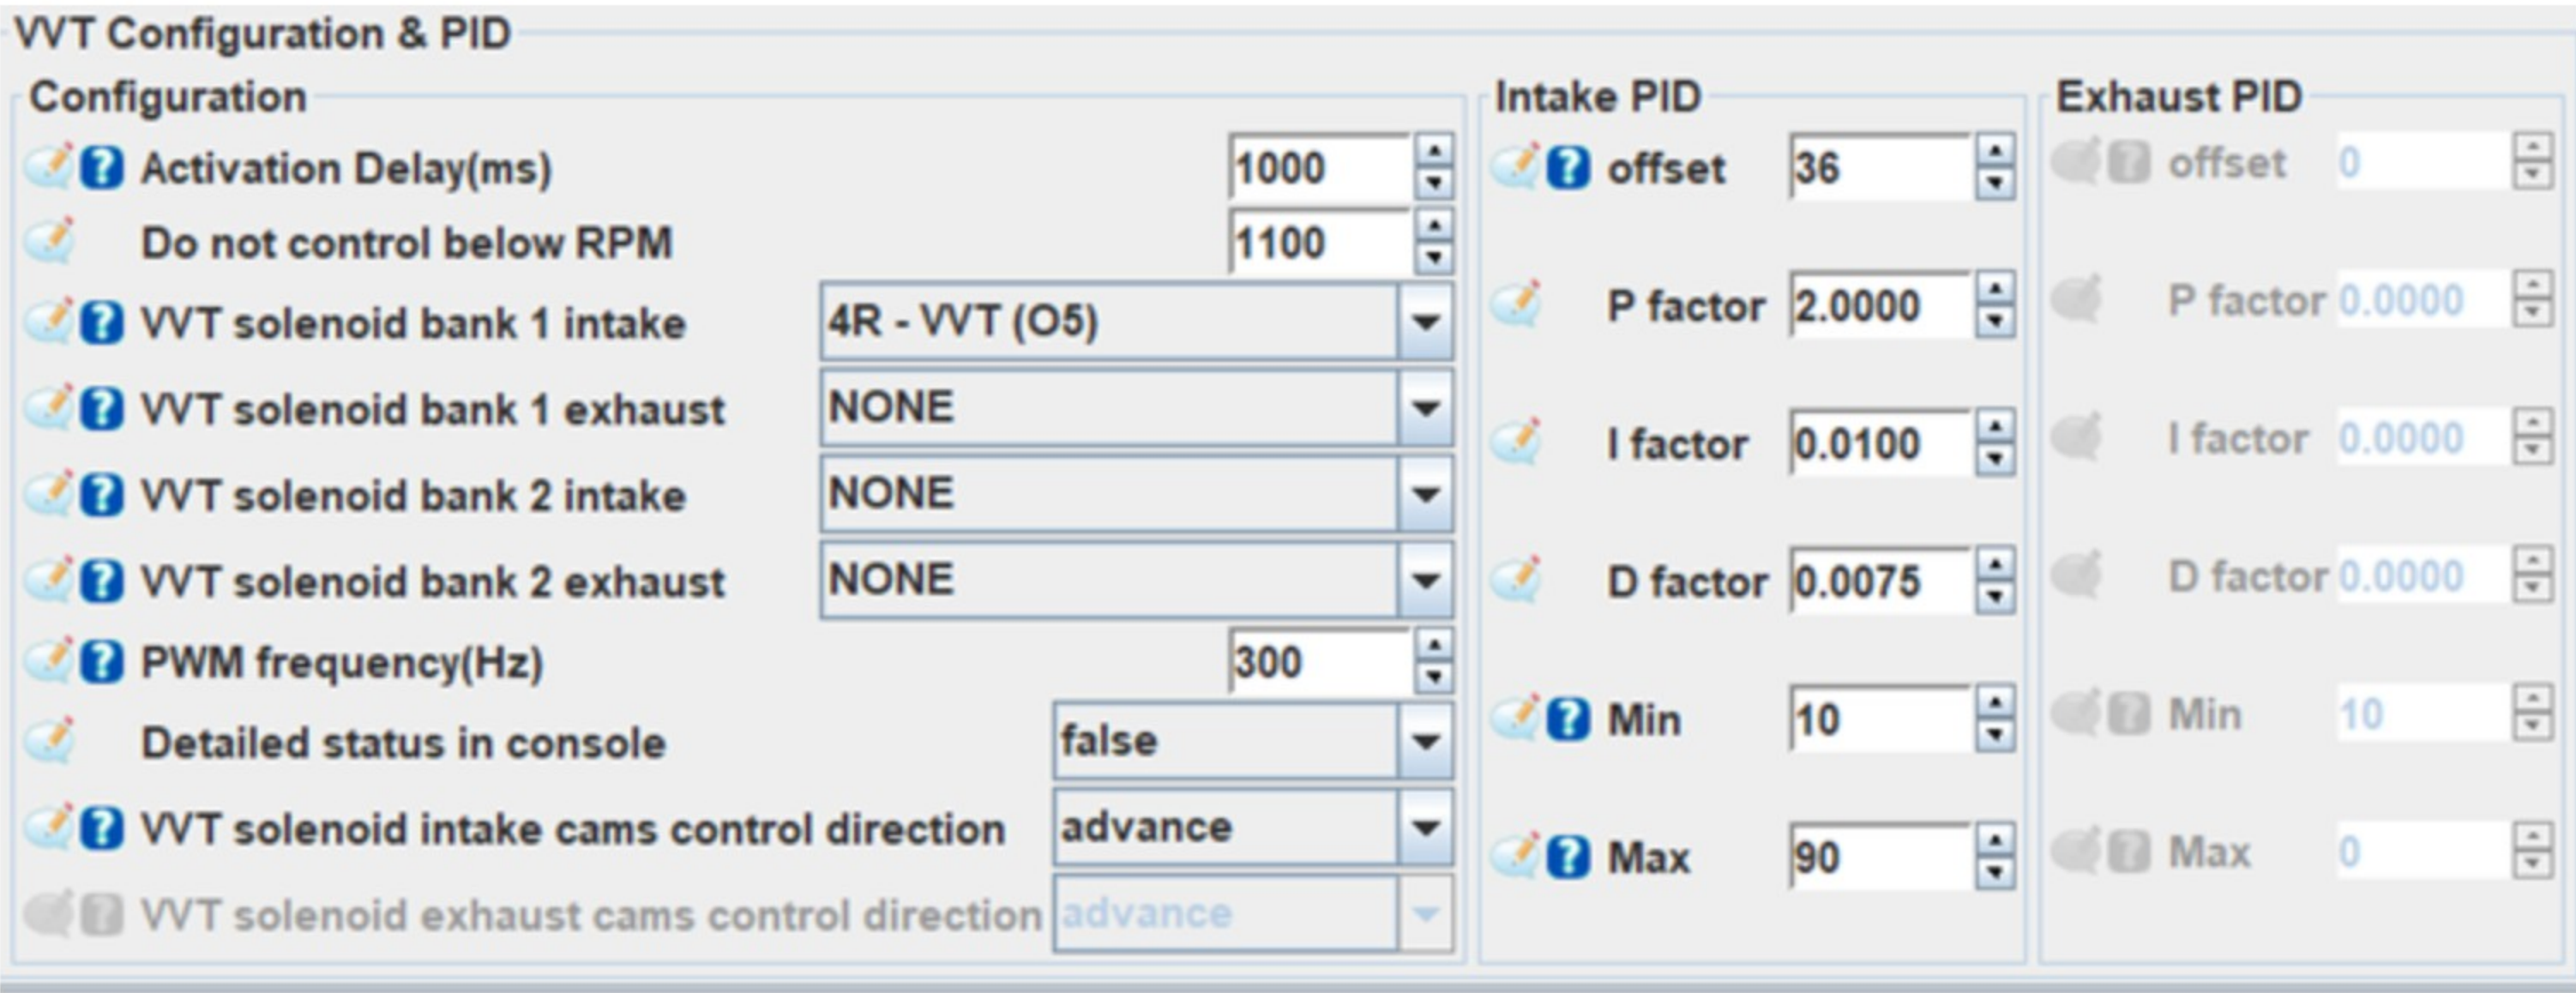 VVT Configuration & PID
Configuration
Activation Delay(ms) 1000
Do not control below RPM 1100
VVT solenoid bank 1 intake 4R - VVT (O5)
VVT solenoid bank 1 exhaust NONE
VVT solenoid bank 2 intake NONE
VVT solenoid bank 2 exhaust NONE
PWM frequency(Hz) 300
Detailed status in console false
VVT solenoid intake cams control direction advance
VVT solenoid exhaust cams control direction advance
Intake PID
offset 36
P factor 2.0000
I factor 0.0100
D factor 0.0075
Min 10
Max 90
Exhaust PID
offset 0
P factor 0.0000
I factor 0.0000
D factor 0.0000
Min 10
Max 0